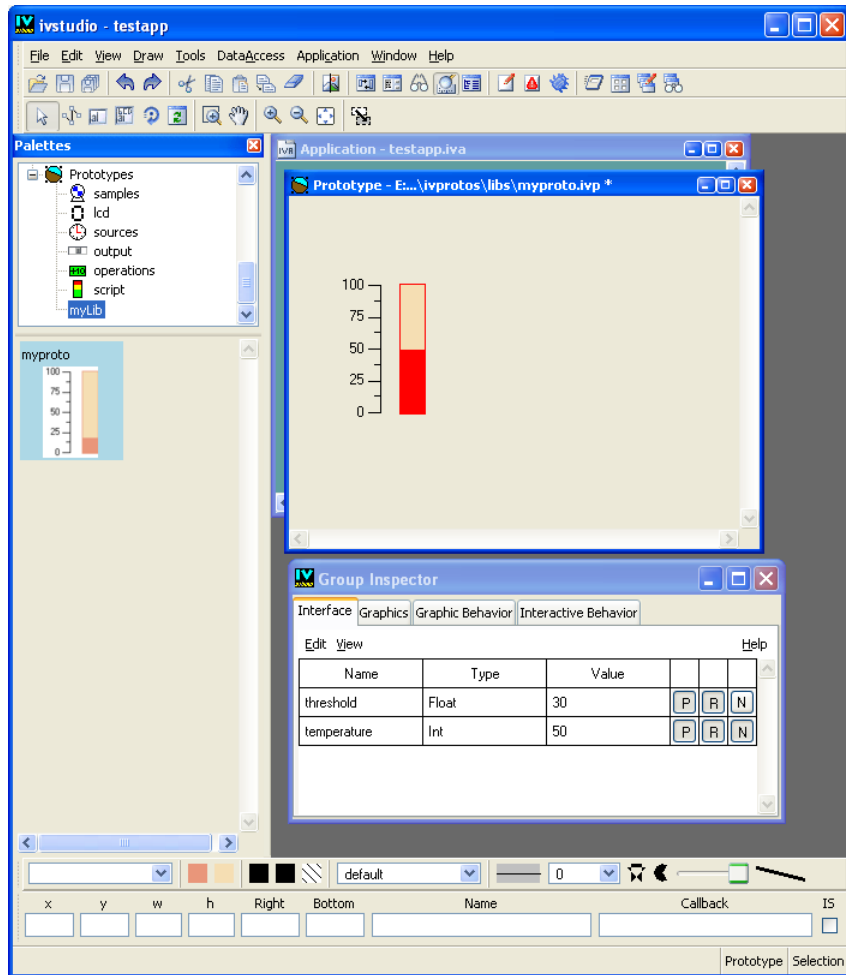 ivstudio - testapp
File Edit View Draw Tools DataAccess Application Window Help
Palettes
Prototypes
samples
lcd
sources
output
operations
script
myLib
myproto
100
75
50
25
0
Application - testapp.iva
Prototype - E:...\ivprotos\libs\myproto.ivp *
100
75
50
25
0
Group Inspector
Interface Graphics Graphic Behavior Interactive Behavior
Edit View Help
Name Type Value
threshold Float 30 P R N
temperature Int 50 P R N
default 0
x y w h Right Bottom Name Callback IS
Prototype Selection